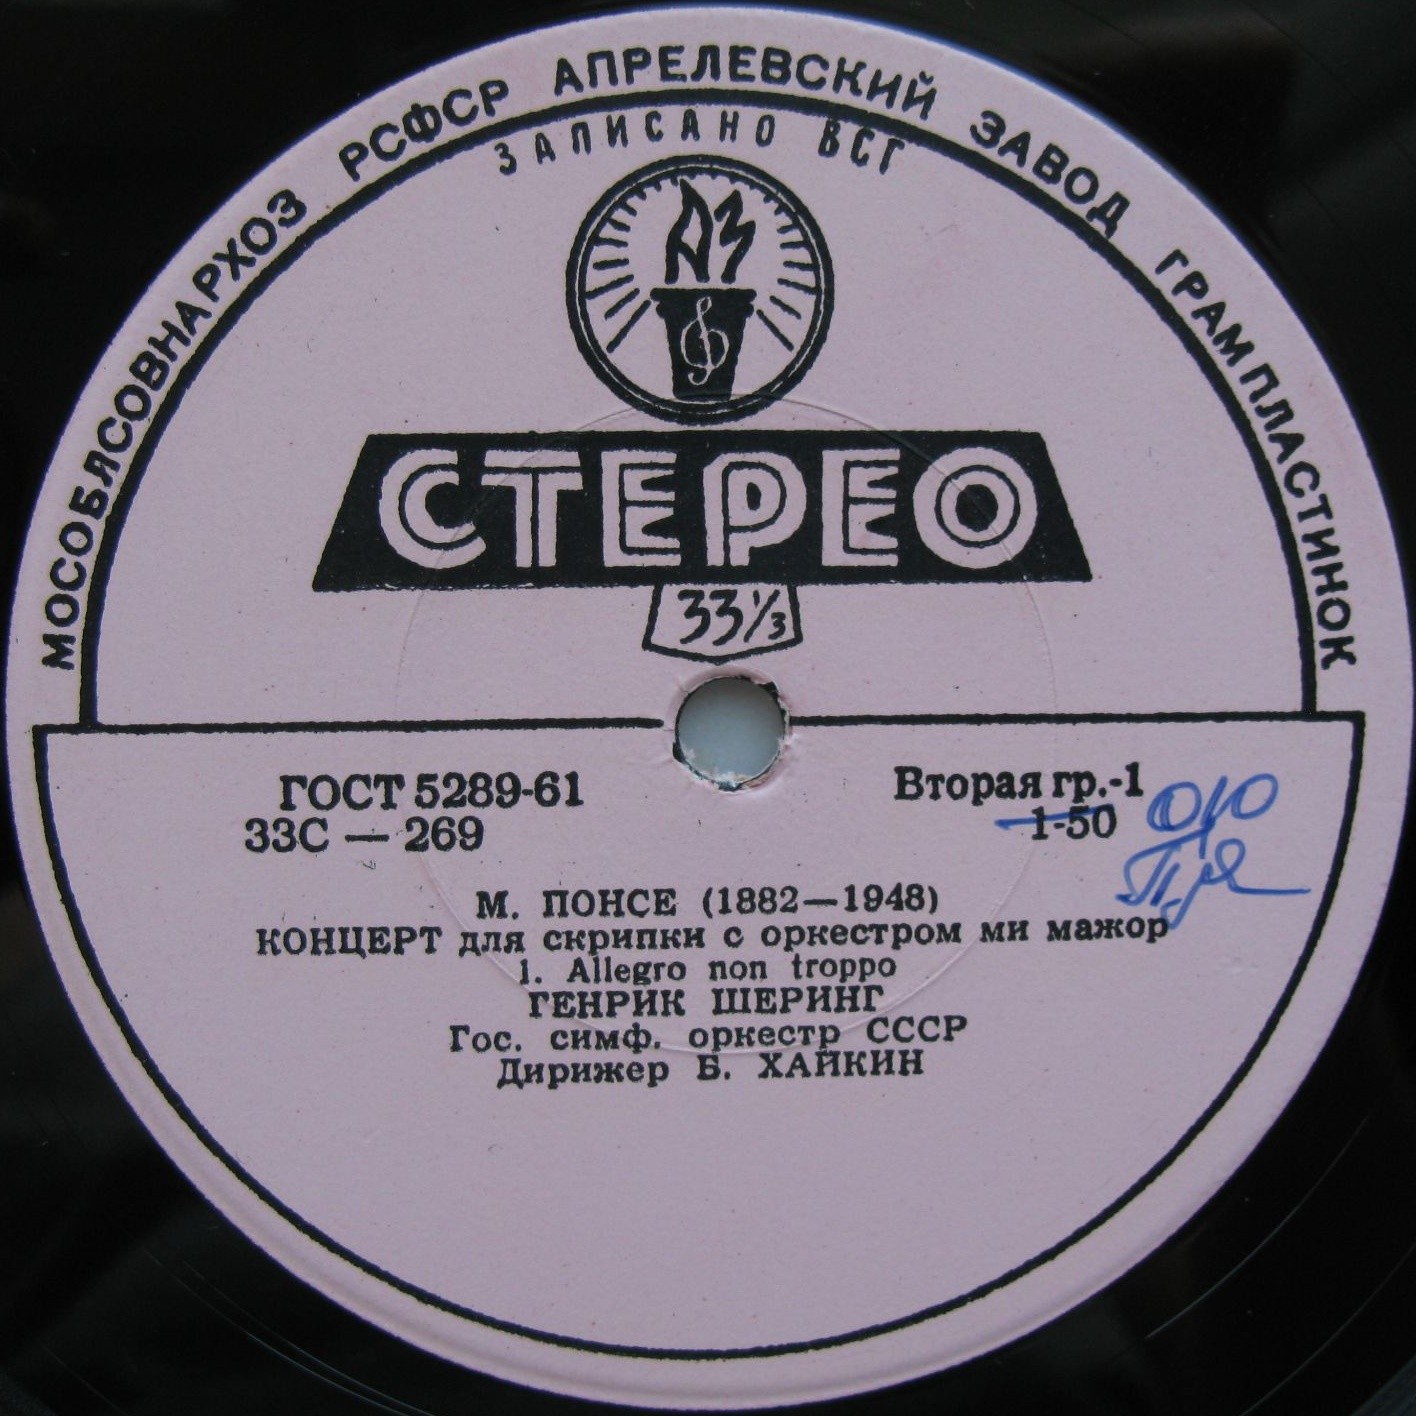 МОСОБЛСОВНАРХОЗ РСФСР АПРЕЛЕВСКИЙ ЗАВОД ГРАМПЛАСТИНОК
ЗАПИСАНО ВСГ
АЗ
СТЕРЕО
33⅓
ГОСТ 5289-61
33С — 269
Вторая гр.-1
1-50
М. ПОНСЕ (1882—1948)
КОНЦЕРТ для скрипки с оркестром ми мажор
1. Allegro non troppo
ГЕНРИК ШЕРИНГ
Гос. симф. оркестр СССР
Дирижер Б. ХАЙКИН